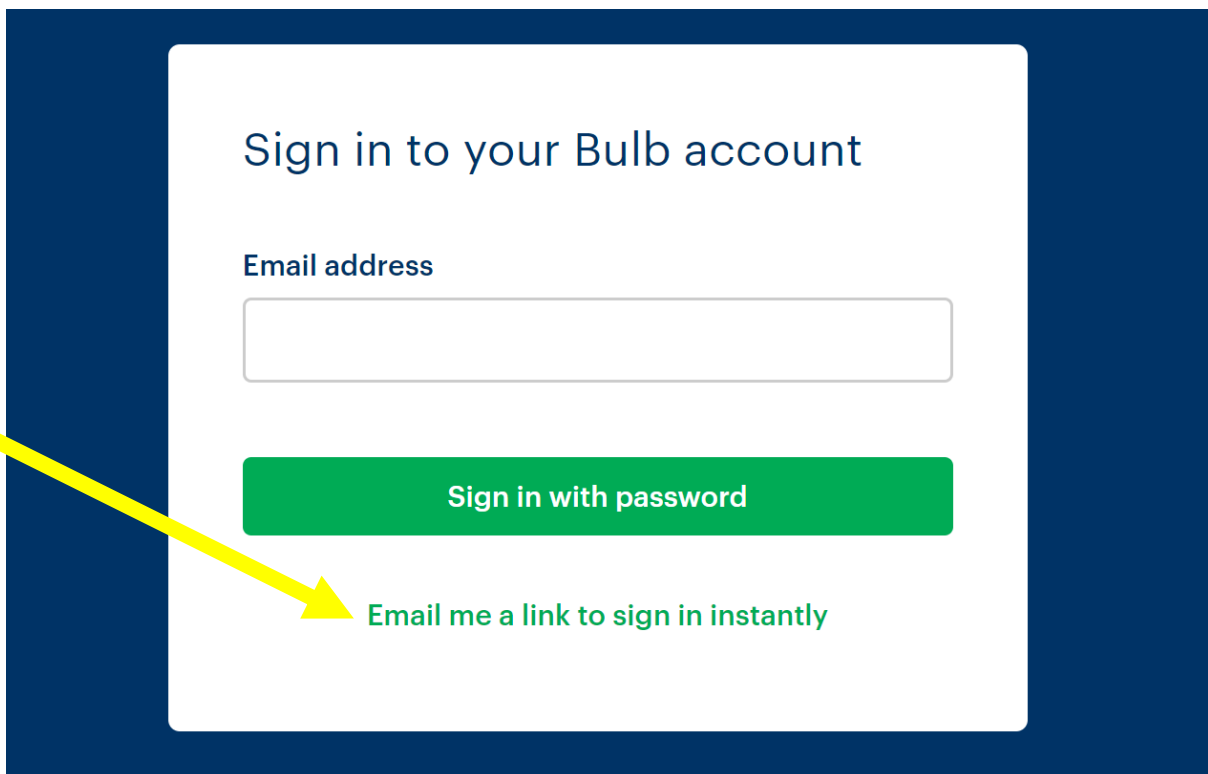 Sign in to your Bulb account
Email address
Sign in with password
Email me a link to sign in instantly